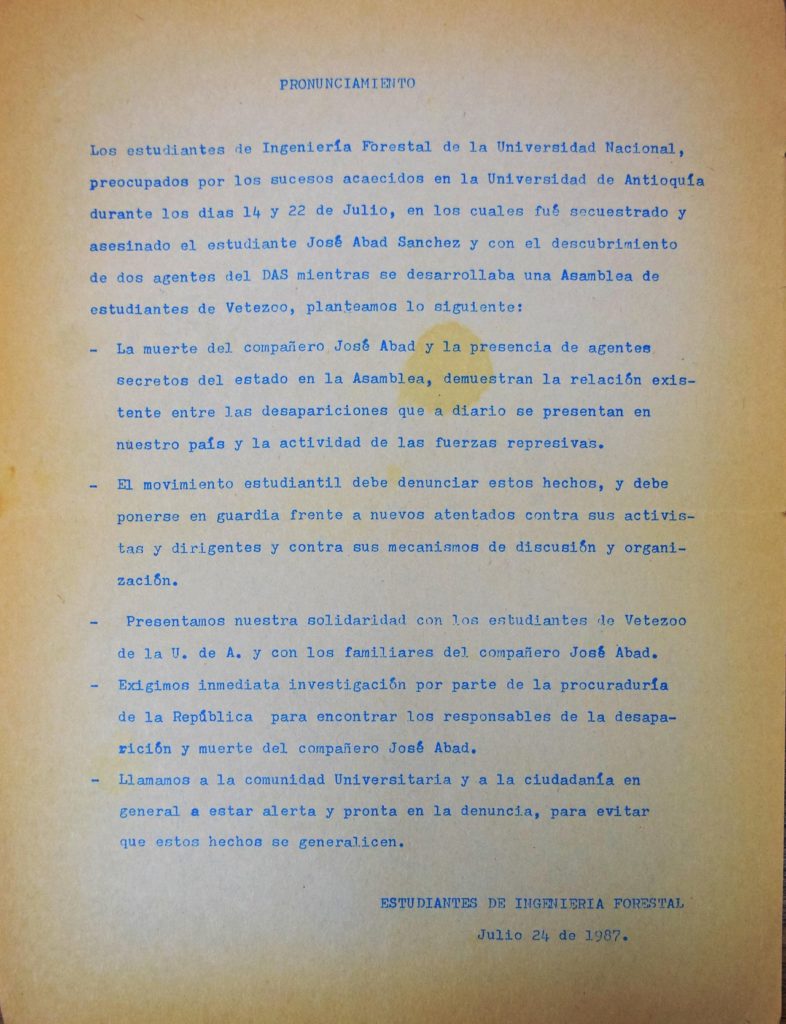 PRONUNCIAMIENTO
Los estudiantes de Ingeniería Forestal de la Universidad Nacional,
preocupados por los sucesos acaecidos en la Universidad de Antioquía
durante los dias 14 y 22 de Julio, en los cuales fué secuestrado y
asesinado el estudiante José Abad Sanchez y con el descubrimiento
de dos agentes del DAS mientras se desarrollaba una Asamblea de
estudiantes de Vetezoo, planteamos lo siguiente:
- La muerte del compañero José Abad y la presencia de agentes
secretos del estado en la Asamblea, demuestran la relación exis-
tente entre las desapariciones que a diario se presentan en
nuestro país y la actividad de las fuerzas represivas.
- El movimiento estudiantil debe denunciar estos hechos, y debe
ponerse en guardia frente a nuevos atentados contra sus activis-
tas y dirigentes y contra sus mecanismos de discusión y organi-
zación.
- Presentamos nuestra solidaridad con los estudiantes de Vetezoo
de la U. de A. y con los familiares del compañero José Abad.
- Exigimos inmediata investigación por parte de la procuraduría
de la República para encontrar los responsables de la desapa-
rición y muerte del compañero José Abad.
- Llamamos a la comunidad Universitaria y a la ciudadanía en
general a estar alerta y pronta en la denuncia, para evitar
que estos hechos se generalicen.
ESTUDIANTES DE INGENIERIA FORESTAL
Julio 24 de 1987.